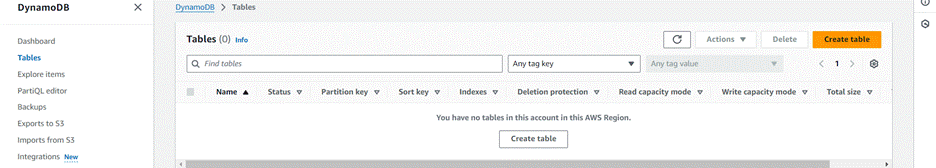 DynamoDB
DynamoDB Tables
Dashboard
Tables
Explore items
PartiQL editor
Backups
Exports to S3
Imports from S3
Integrations New
Tables (0) Info
Actions
Delete
Create table
Find tables
Any tag key
Any tag value
1
Name Status Partition key Sort key Indexes Deletion protection Read capacity mode Write capacity mode Total size
You have no tables in this account in this AWS Region.
Create table